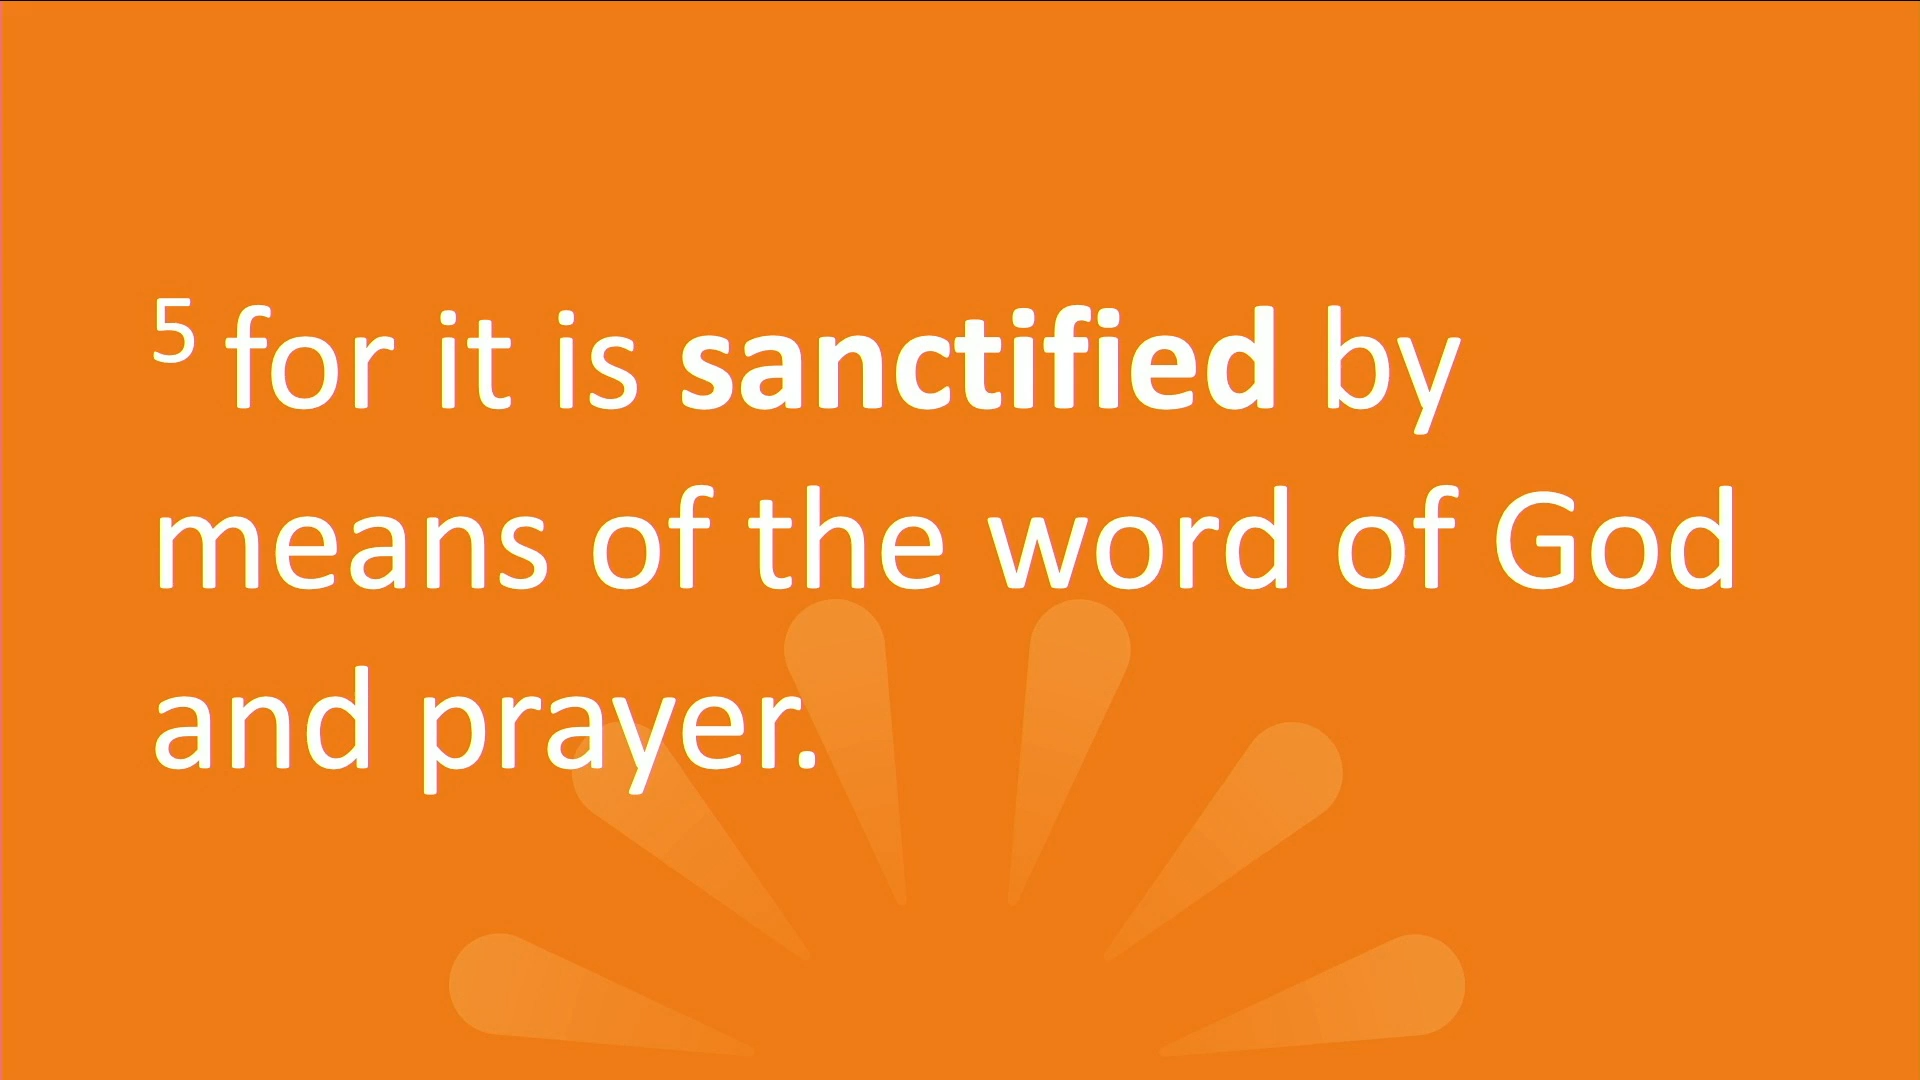 5 for it is sanctified by
means of the word of God
and prayer.